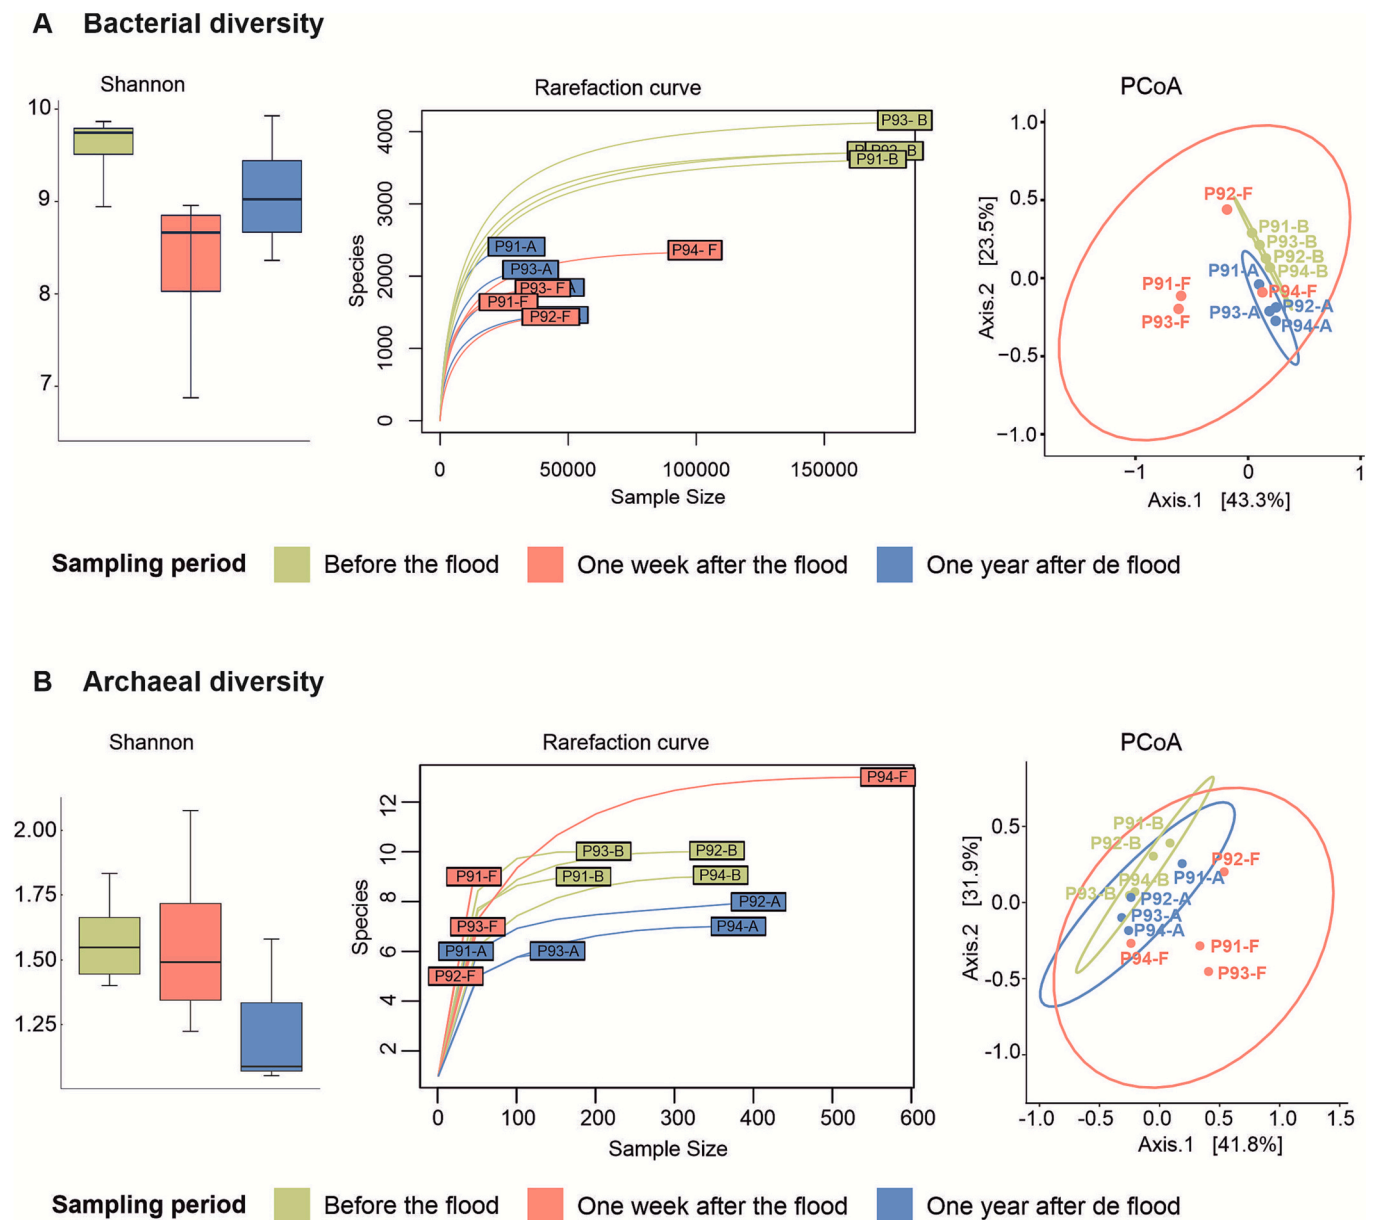 A Bacterial diversity
Shannon
10
9
8
7
Rarefaction curve
Species
4000
3000
2000
1000
0
P93- B
P92-B
P91-B
P91-A
P93-A
P94- F
P93- F
P91-F
P92-F
0 50000 100000 150000
Sample Size
PCoA
Axis.2 [23.5%]
1.0
0.5
0.0
−0.5
−1.0
P92-F
P91-B
P93-B
P92-B
P94-B
P91-A
P91-F
P94-F
P93-F
P93-A
P92-A
P94-A
−1 0 1
Axis.1 [43.3%]
Sampling period Before the flood One week after the flood One year after de flood
B Archaeal diversity
Shannon
2.00
1.75
1.50
1.25
Rarefaction curve
Species
12
10
8
6
4
2
P94-F
P93-B
P92-B
P91-F
P91-B
P94-B
P92-A
P93-F
P94-A
P91-A
P93-A
P92-F
0 100 200 300 400 500 600
Sample Size
PCoA
Axis.2 [31.9%]
0.5
0.0
-0.5
-1.0
P91-B
P92-B
P92-F
P91-A
P94-B
P93-B
P92-A
P93-A
P94-A
P91-F
P94-F
P93-F
-1.0 -0.5 0.0 0.5 1.0 1.5
Axis.1 [41.8%]
Sampling period Before the flood One week after the flood One year after de flood